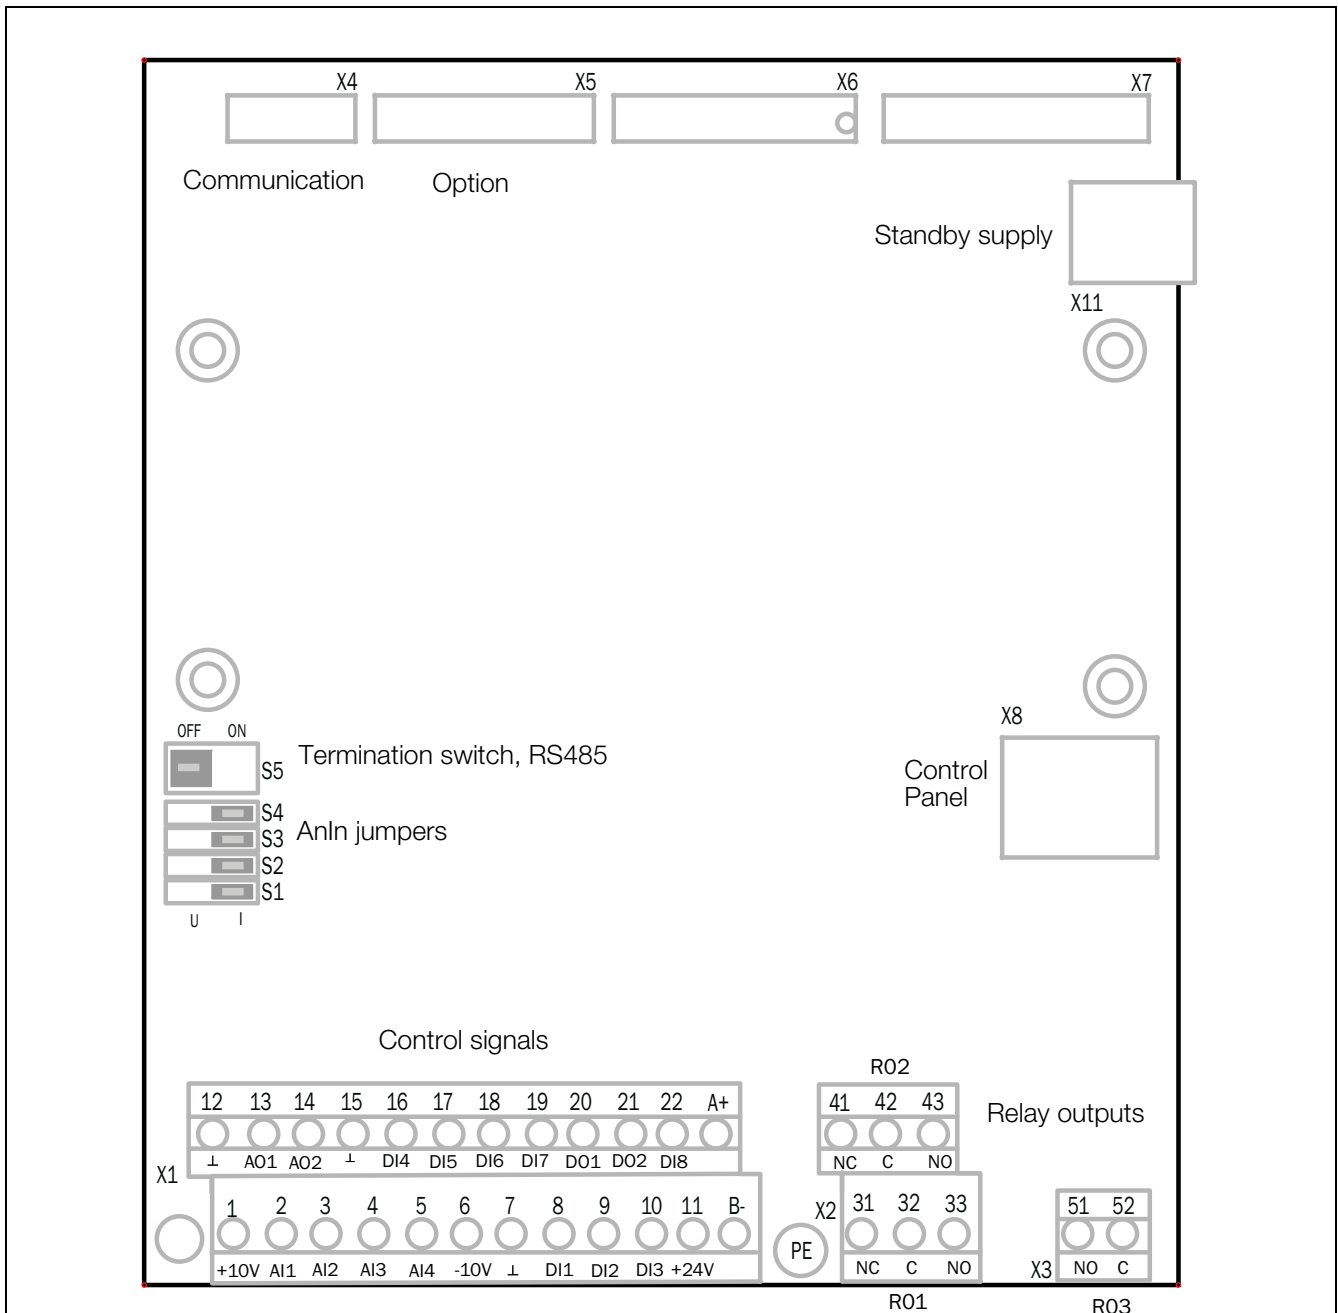 X4 X5 X6 X7
Communication Option
Standby supply
X11
OFF ON
X8
Termination switch, RS485
S5
Control
Panel
S4
AnIn jumpers
S3
S2
S1
U I
Control signals
R02
12 13 14 15 16 17 18 19 20 21 22 A+
41 42 43
Relay outputs
⊥ AO1 AO2 ⊥ DI4 DI5 DI6 DI7 DO1 DO2 DI8
NC C NO
X1
1 2 3 4 5 6 7 8 9 10 11 B-
X2
31 32 33
51 52
PE
+10V AI1 AI2 AI3 AI4 -10V ⊥ DI1 DI2 DI3 +24V
NC C NO
X3
NO C
R01
R03